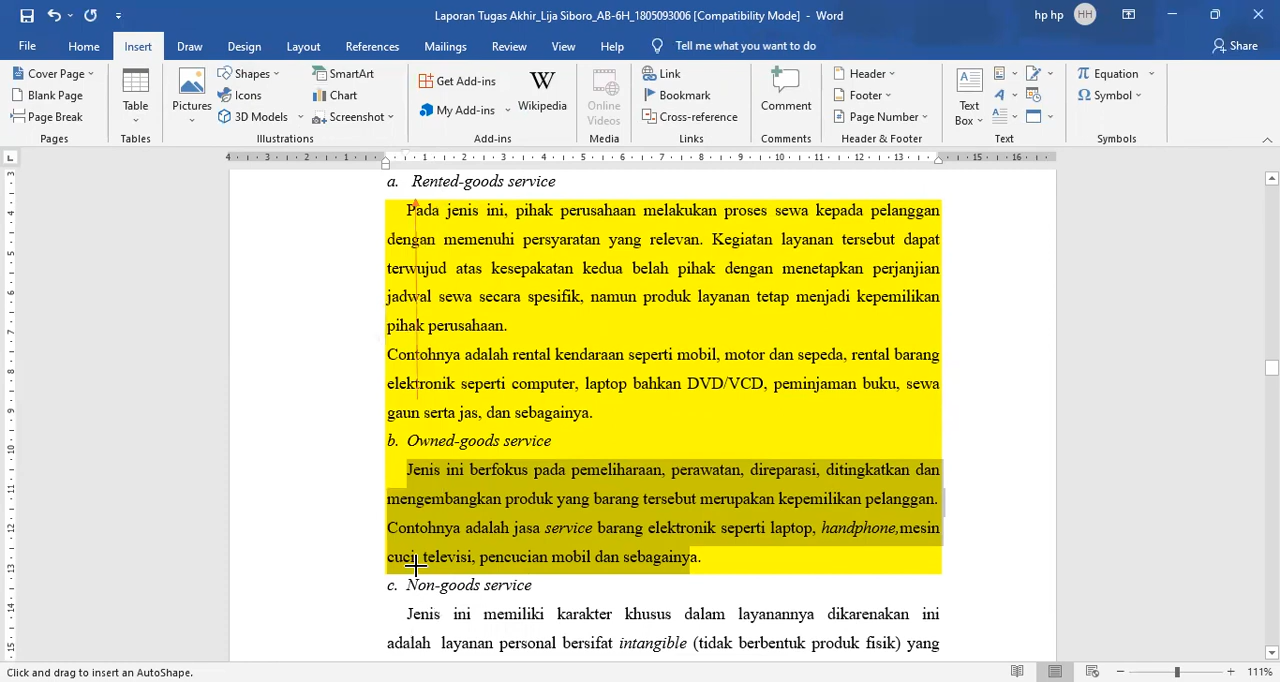 Laporan Tugas Akhir_Lija Siboro_AB-6H_1805093006 [Compatibility Mode] - Word
hp hp HH
File Home Insert Draw Design Layout References Mailings Review View Help Tell me what you want to do Share
Cover Page
Blank Page
Page Break
Pages
Table
Tables
Pictures
Shapes
Icons
3D Models
SmartArt
Chart
Screenshot
Illustrations
Get Add-ins
My Add-ins
Wikipedia
Add-ins
Online
Videos
Media
Link
Bookmark
Cross-reference
Links
Comment
Comments
Header
Footer
Page Number
Header & Footer
Text
Box
Text
Equation
Symbol
Symbols
a. Rented-goods service
Pada jenis ini, pihak perusahaan melakukan proses sewa kepada pelanggan
dengan memenuhi persyaratan yang relevan. Kegiatan layanan tersebut dapat
terwujud atas kesepakatan kedua belah pihak dengan menetapkan perjanjian
jadwal sewa secara spesifik, namun produk layanan tetap menjadi kepemilikan
pihak perusahaan.
Contohnya adalah rental kendaraan seperti mobil, motor dan sepeda, rental barang
elektronik seperti computer, laptop bahkan DVD/VCD, peminjaman buku, sewa
gaun serta jas, dan sebagainya.
b. Owned-goods service
Jenis ini berfokus pada pemeliharaan, perawatan, direparasi, ditingkatkan dan
mengembangkan produk yang barang tersebut merupakan kepemilikan pelanggan.
Contohnya adalah jasa service barang elektronik seperti laptop, handphone,mesin
cuci, televisi, pencucian mobil dan sebagainya.
c. Non-goods service
Jenis ini memiliki karakter khusus dalam layanannya dikarenakan ini
adalah layanan personal bersifat intangible (tidak berbentuk produk fisik) yang
Click and drag to insert an AutoShape.
111%